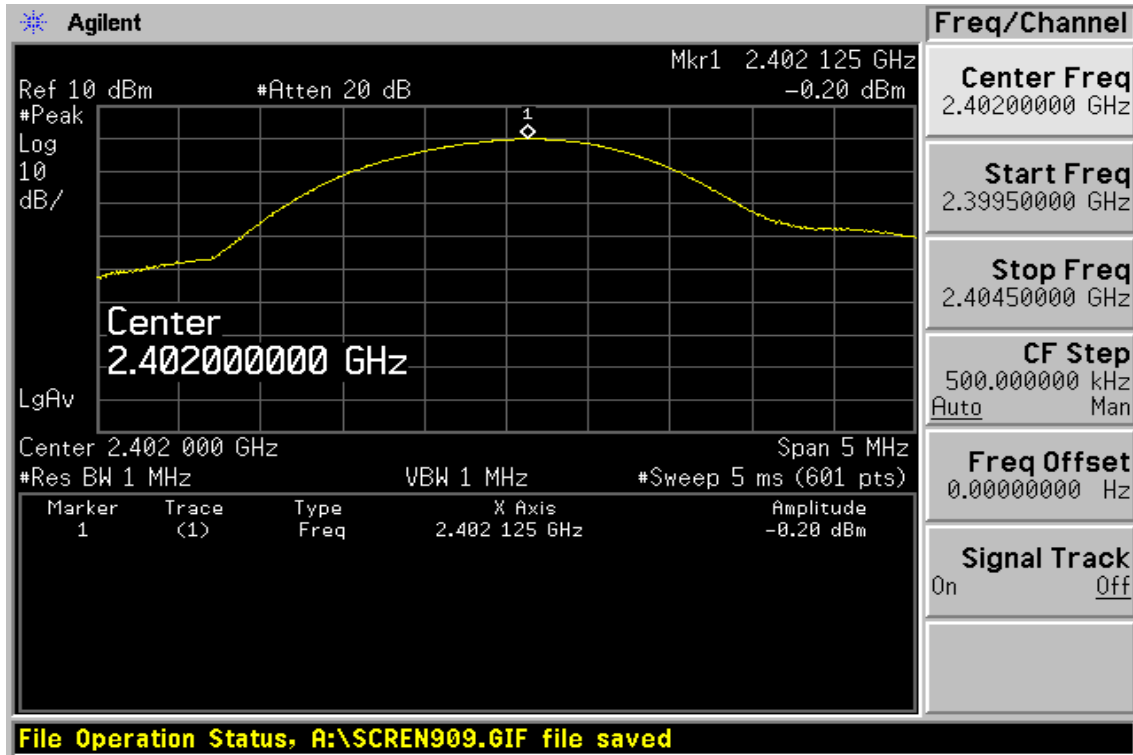 Agilent
Freq/Channel
Mkr1 2.402 125 GHz
Ref 10 dBm #Atten 20 dB -0.20 dBm
#Peak
Log
10
dB/
1
Center
2.402000000 GHz
LgAv
Center 2.402 000 GHz Span 5 MHz
#Res BW 1 MHz VBW 1 MHz #Sweep 5 ms (601 pts)
Marker Trace Type X Axis Amplitude
1 (1) Freq 2.402 125 GHz -0.20 dBm
Center Freq
2.40200000 GHz
Start Freq
2.39950000 GHz
Stop Freq
2.40450000 GHz
CF Step
500.000000 kHz
Auto Man
Freq Offset
0.00000000 Hz
Signal Track
On Off
File Operation Status, A:\SCREN909.GIF file saved